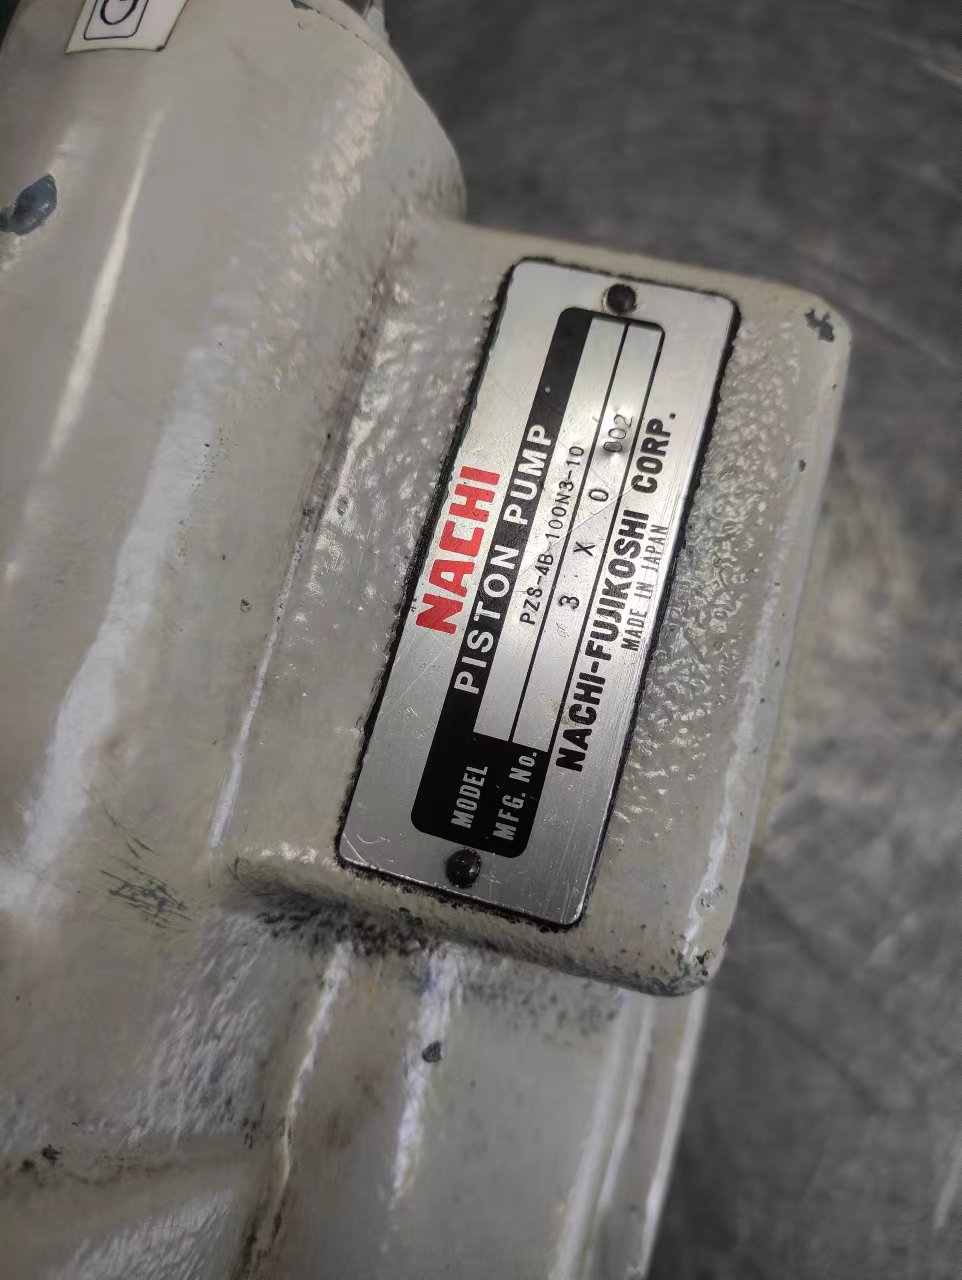 NACHI
PISTON PUMP
MODEL PZS-4B-100N3-10
MFG. No. 3 X 0 002
NACHI-FUJIKOSHI CORP.
MADE IN JAPAN